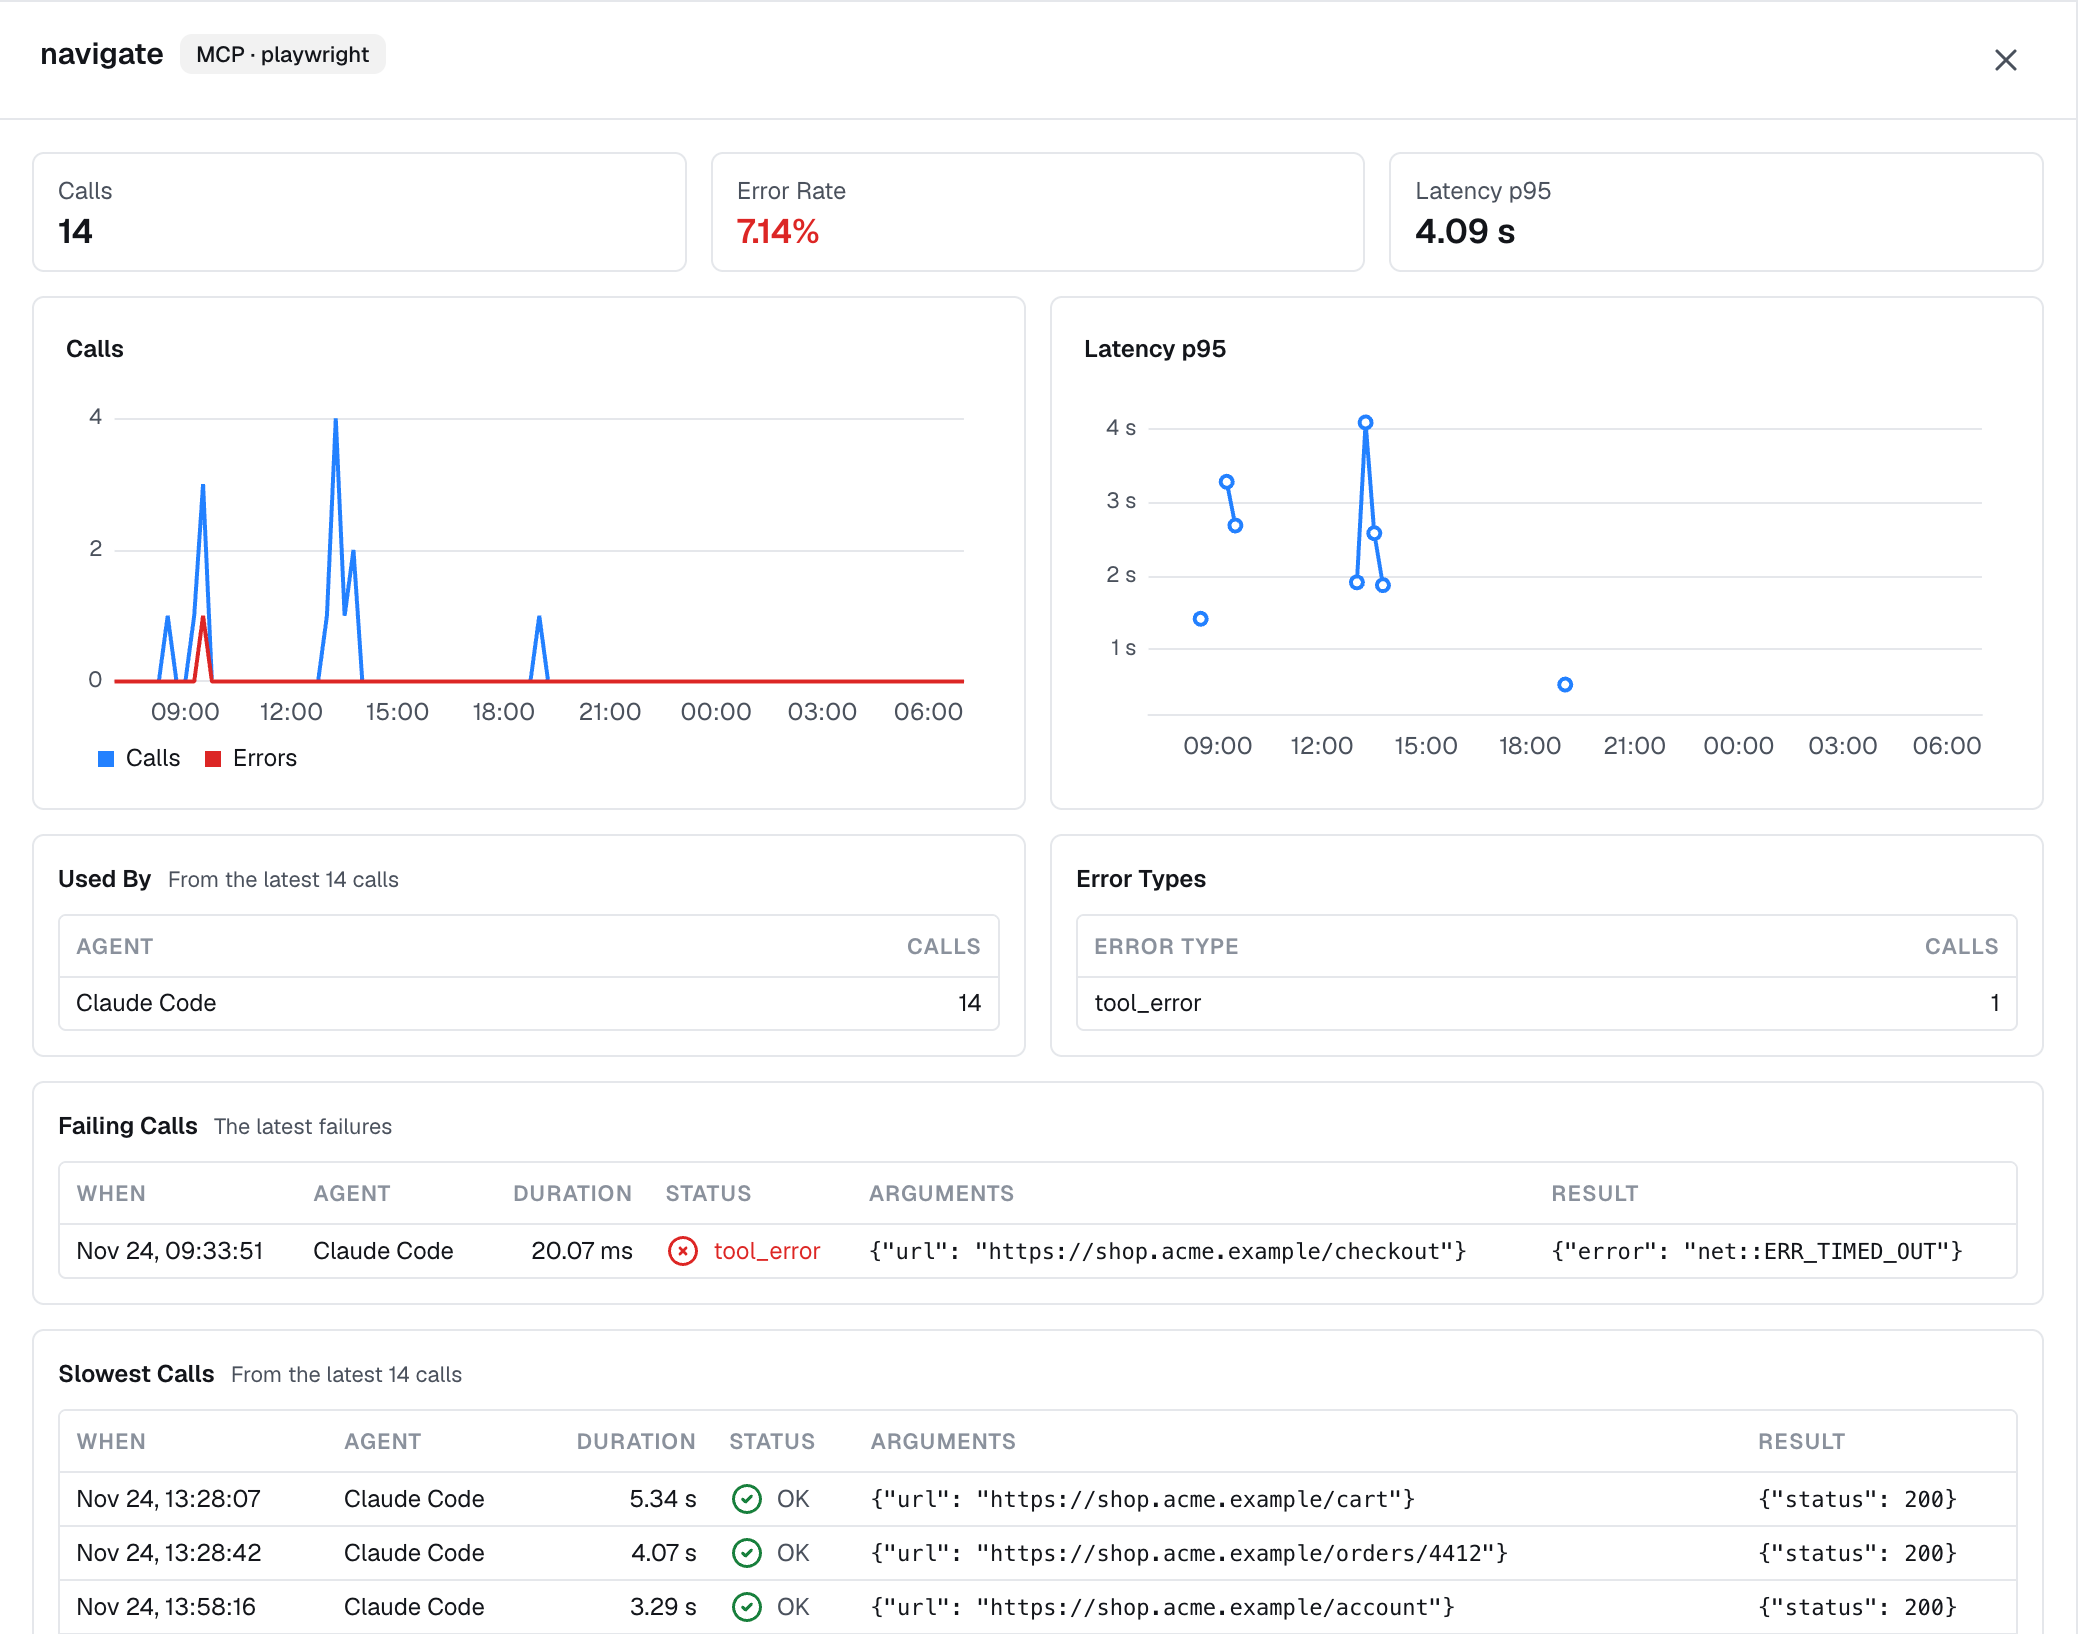 navigate MCP · playwright
Calls
14
Error Rate
7.14%
Latency p95
4.09 s
Calls
4
2
0
09:00 12:00 15:00 18:00 21:00 00:00 03:00 06:00
Calls Errors
Latency p95
4 s
3 s
2 s
1 s
09:00 12:00 15:00 18:00 21:00 00:00 03:00 06:00
Used By From the latest 14 calls
AGENT CALLS
Claude Code 14
Error Types
ERROR TYPE CALLS
tool_error 1
Failing Calls The latest failures
WHEN AGENT DURATION STATUS ARGUMENTS RESULT
Nov 24, 09:33:51 Claude Code 20.07 ms tool_error {"url": "https://shop.acme.example/checkout"} {"error": "net::ERR_TIMED_OUT"}
Slowest Calls From the latest 14 calls
WHEN AGENT DURATION STATUS ARGUMENTS RESULT
Nov 24, 13:28:07 Claude Code 5.34 s OK {"url": "https://shop.acme.example/cart"} {"status": 200}
Nov 24, 13:28:42 Claude Code 4.07 s OK {"url": "https://shop.acme.example/orders/4412"} {"status": 200}
Nov 24, 13:58:16 Claude Code 3.29 s OK {"url": "https://shop.acme.example/account"} {"status": 200}